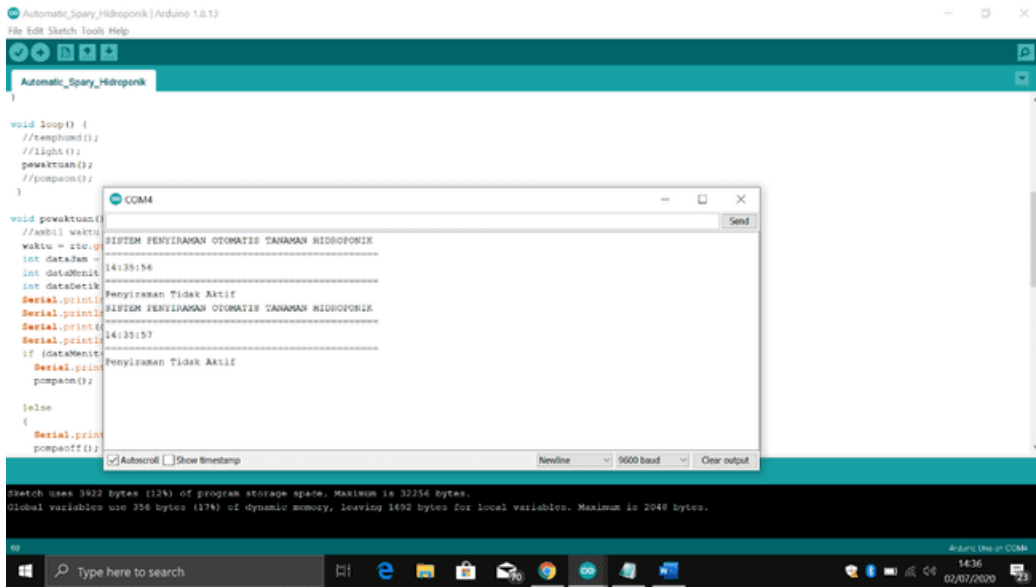 Automatic_Spary_Hidroponik | Arduino 1.8.13
File Edit Sketch Tools Help
Automatic_Spary_Hidroponik
}
void loop() {
//temphumd();
//light();
pewaktuan();
//pompaon();
}
void pewaktuan()
//ambil waktu
waktu = rtc.g
int dataJam =
int dataMenit
int dataDetik
Serial.printl
Serial.printl
Serial.print(
Serial.printl
if (dataMenit
Serial.print
pompaon();
}else
{
Serial.print
pompaoff();
COM4
Send
SISTEM PENYIRAMAN OTOMATIS TANAMAN HIDROPONIK
==============================================
14:35:56
==============================================
Penyiraman Tidak Aktif
SISTEM PENYIRAMAN OTOMATIS TANAMAN HIDROPONIK
==============================================
14:35:57
==============================================
Penyiraman Tidak Aktif
Autoscroll Show timestamp Newline 9600 baud Clear output
Sketch uses 3922 bytes (12%) of program storage space. Maximum is 32256 bytes.
Global variables use 356 bytes (17%) of dynamic memory, leaving 1692 bytes for local variables. Maximum is 2048 bytes.
60 Arduino Uno on COM4
Type here to search
14:36
02/07/2020